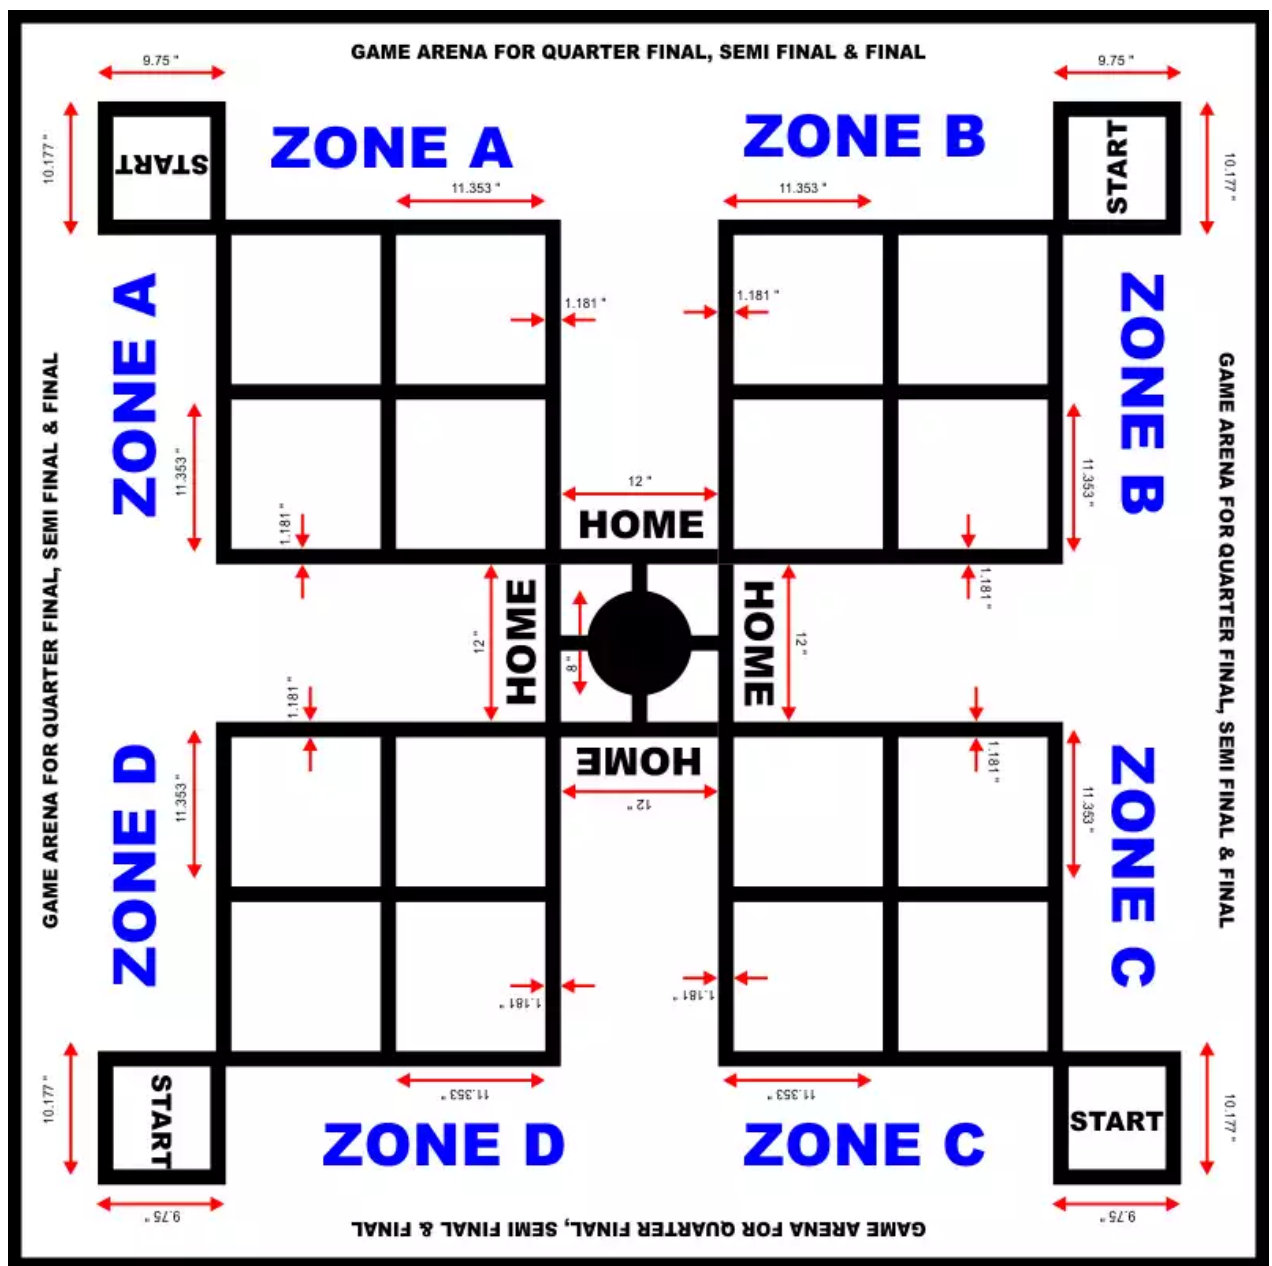 GAME ARENA FOR QUARTER FINAL, SEMI FINAL & FINAL
9.75 "
9.75 "
10.177 "
START
ZONE A
ZONE B
START
10.177 "
11.353 "
11.353 "
ZONE A
1.181 "
1.181 "
ZONE B
GAME ARENA FOR QUARTER FINAL, SEMI FINAL & FINAL
GAME ARENA FOR QUARTER FINAL, SEMI FINAL & FINAL
11.353 "
12 "
11.353 "
1.181 "
HOME
1.181 "
HOME
HOME
12 "
8 "
12 "
1.181 "
HOME
1.181 "
12 "
ZONE D
11.353 "
11.353 "
ZONE C
1.181 "
1.181 "
10.177 "
START
11.353 "
11.353 "
START
10.177 "
ZONE D
ZONE C
9.75 "
9.75 "
GAME ARENA FOR QUARTER FINAL, SEMI FINAL & FINAL